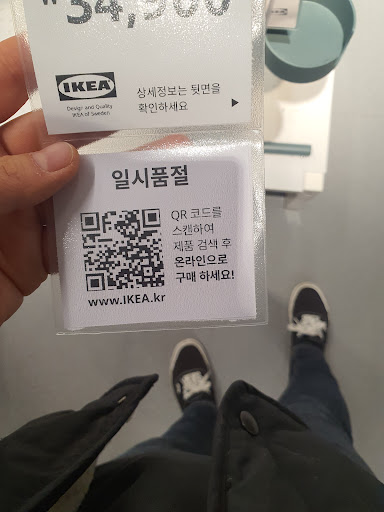 IKEA
Design and Quality
IKEA of Sweden
상세정보는 뒷면을
확인하세요
일시품절
QR 코드를
스캔하여
제품 검색 후
온라인으로
구매 하세요!
www.IKEA.kr